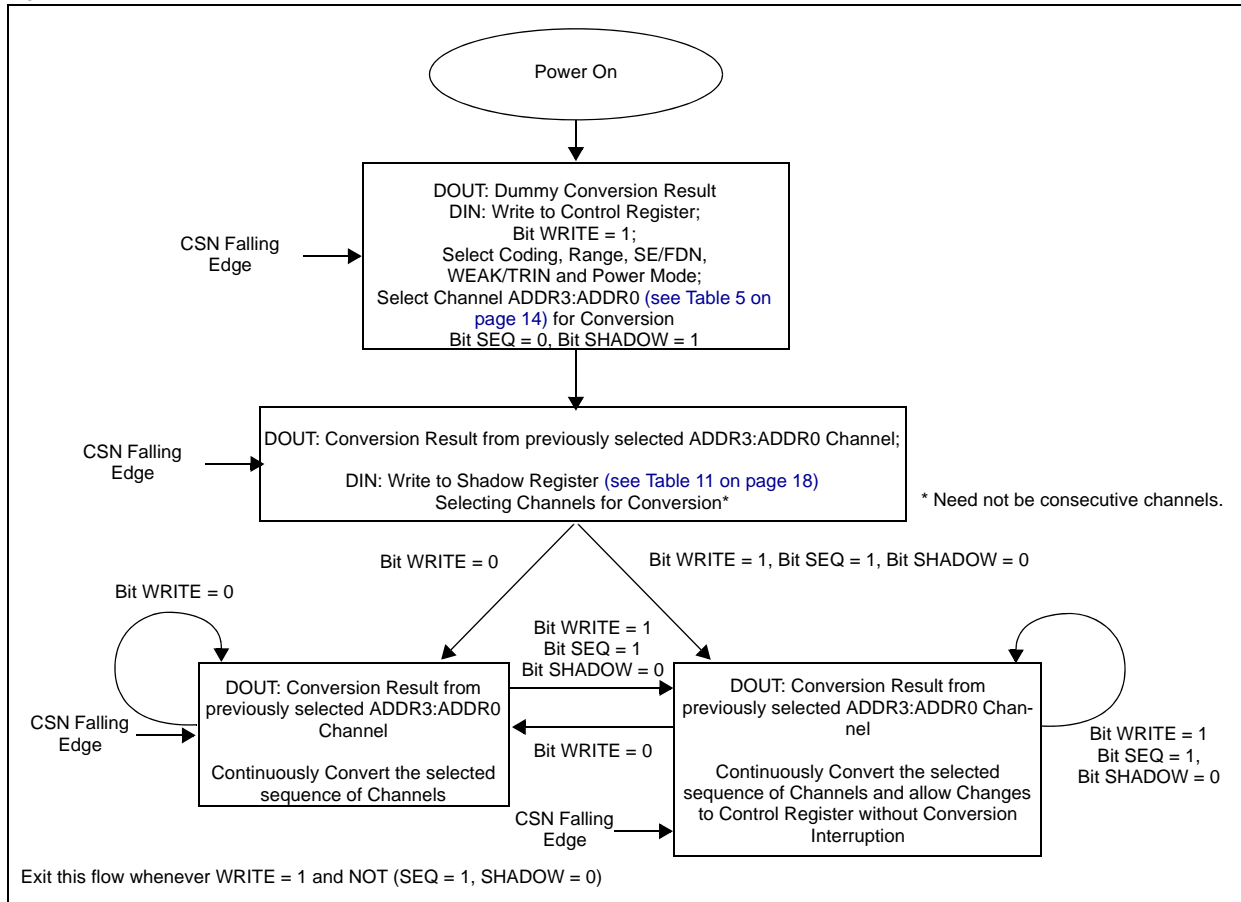 Power On
DOUT: Dummy Conversion Result
DIN: Write to Control Register;
Bit WRITE = 1;
Select Coding, Range, SE/FDN,
WEAK/TRIN and Power Mode;
Select Channel ADDR3:ADDR0 (see Table 5 on
page 14) for Conversion
Bit SEQ = 0, Bit SHADOW = 1
CSN Falling
Edge
DOUT: Conversion Result from previously selected ADDR3:ADDR0 Channel;
DIN: Write to Shadow Register (see Table 11 on page 18)
Selecting Channels for Conversion*
CSN Falling
Edge
* Need not be consecutive channels.
Bit WRITE = 0
Bit WRITE = 1, Bit SEQ = 1, Bit SHADOW = 0
Bit WRITE = 0
Bit WRITE = 1
Bit SEQ = 1
Bit SHADOW = 0
DOUT: Conversion Result from
previously selected ADDR3:ADDR0
Channel
Continuously Convert the selected
sequence of Channels
CSN Falling
Edge
Bit WRITE = 0
DOUT: Conversion Result from
previously selected ADDR3:ADDR0 Chan-
nel
Continuously Convert the selected
sequence of Channels and allow Changes
to Control Register without Conversion
Interruption
Bit WRITE = 1
Bit SEQ = 1,
Bit SHADOW = 0
CSN Falling
Edge
Exit this flow whenever WRITE = 1 and NOT (SEQ = 1, SHADOW = 0)